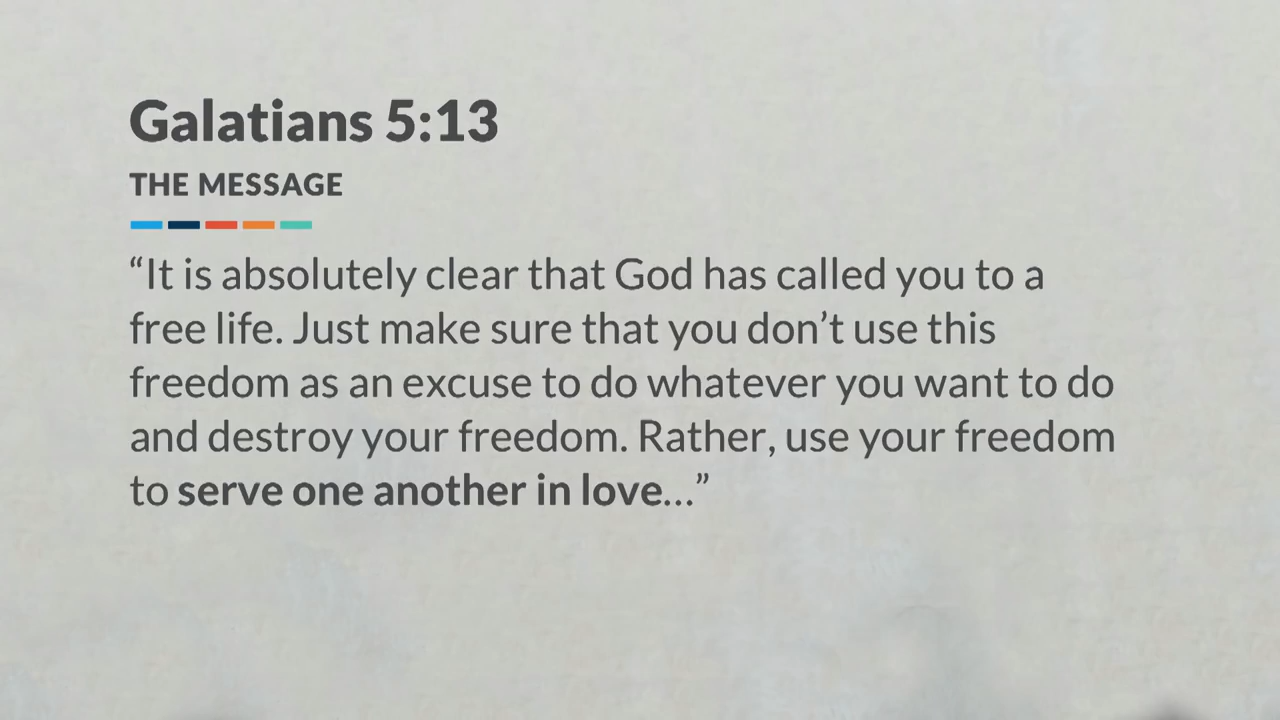 Galatians 5:13
THE MESSAGE
“It is absolutely clear that God has called you to a
free life. Just make sure that you don’t use this
freedom as an excuse to do whatever you want to do
and destroy your freedom. Rather, use your freedom
to serve one another in love...”